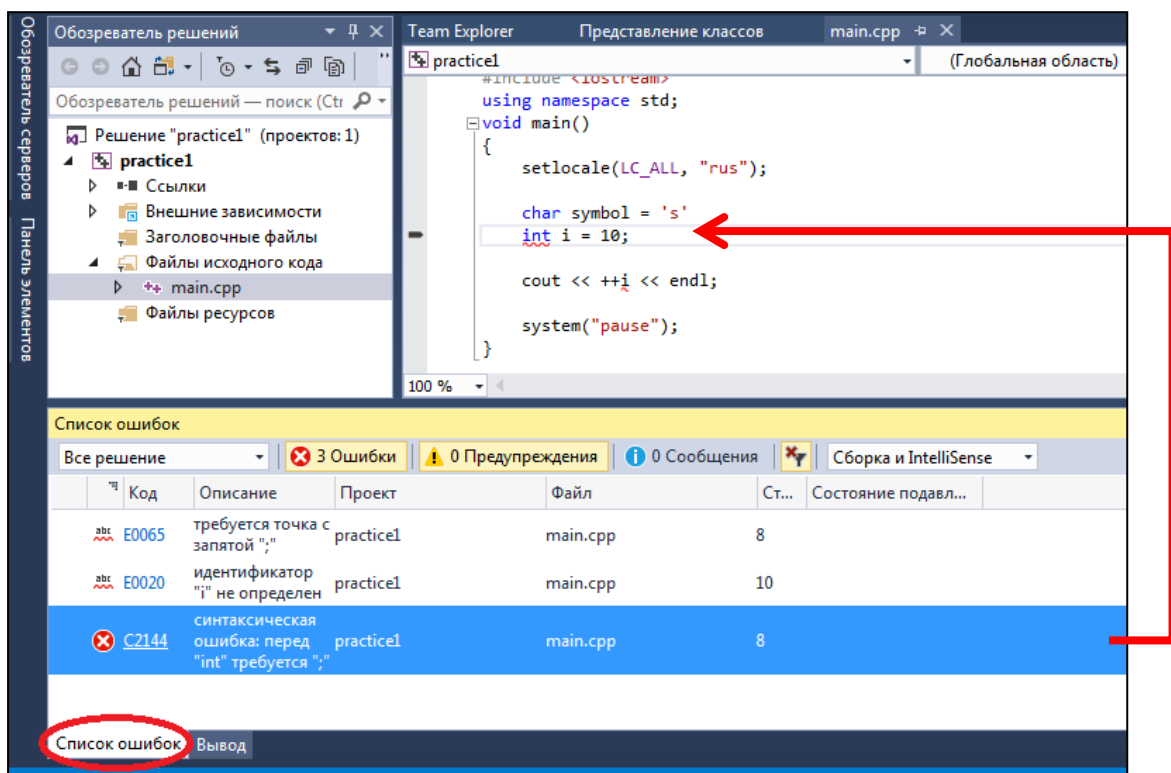 Обозреватель серверов
Панель элементов
Обозреватель решений
Обозреватель решений — поиск (Ctr
Решение "practice1" (проектов: 1)
practice1
Ссылки
Внешние зависимости
Заголовочные файлы
Файлы исходного кода
main.cpp
Файлы ресурсов
Team Explorer Представление классов main.cpp
practice1 (Глобальная область)
#include <iostream>
using namespace std;
void main()
{
setlocale(LC_ALL, "rus");
char symbol = 's'
int i = 10;
cout << ++i << endl;
system("pause");
}
100 %
Список ошибок
Все решение 3 Ошибки 0 Предупреждения 0 Сообщения Сборка и IntelliSense
Код Описание Проект Файл Ст... Состояние подавл...
abc E0065 требуется точка с запятой ";" practice1 main.cpp 8
abc E0020 идентификатор "i" не определен practice1 main.cpp 10
C2144 синтаксическая ошибка: перед "int" требуется ";" practice1 main.cpp 8
Список ошибок Вывод